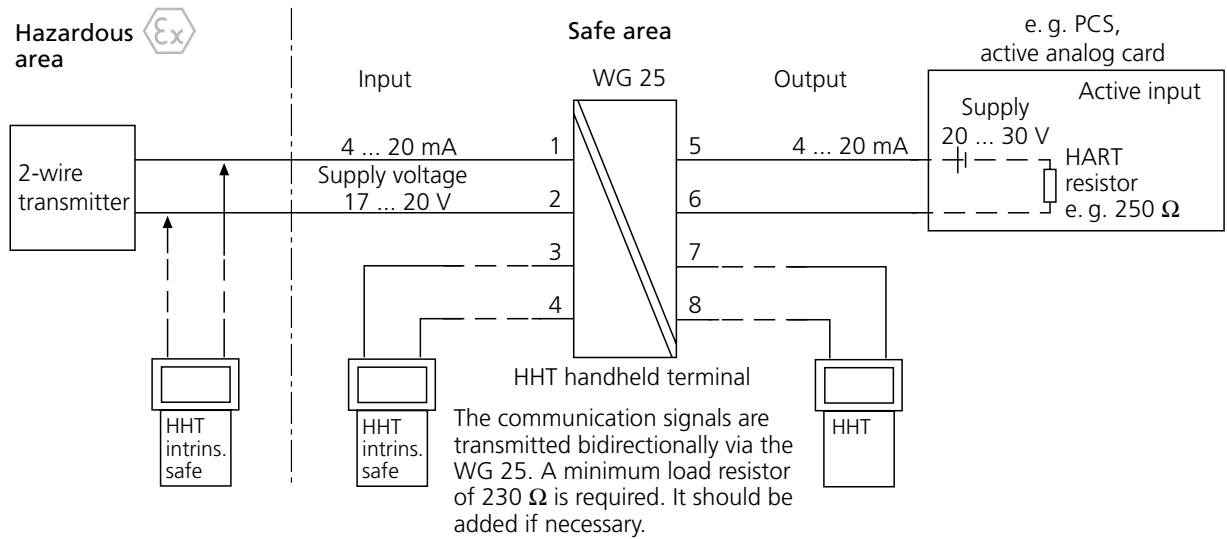 Hazardous
area
Ex
Safe area
e. g. PCS,
active analog card
Input
WG 25
Output
Active input
Supply
20 ... 30 V
HART
resistor
e. g. 250 Ω
2-wire
transmitter
4 ... 20 mA
Supply voltage
17 ... 20 V
1
2
3
4
5
6
7
8
4 ... 20 mA
HHT
intrins.
safe
HHT
intrins.
safe
HHT handheld terminal
The communication signals are
transmitted bidirectionally via the
WG 25. A minimum load resistor
of 230 Ω is required. It should be
added if necessary.
HHT